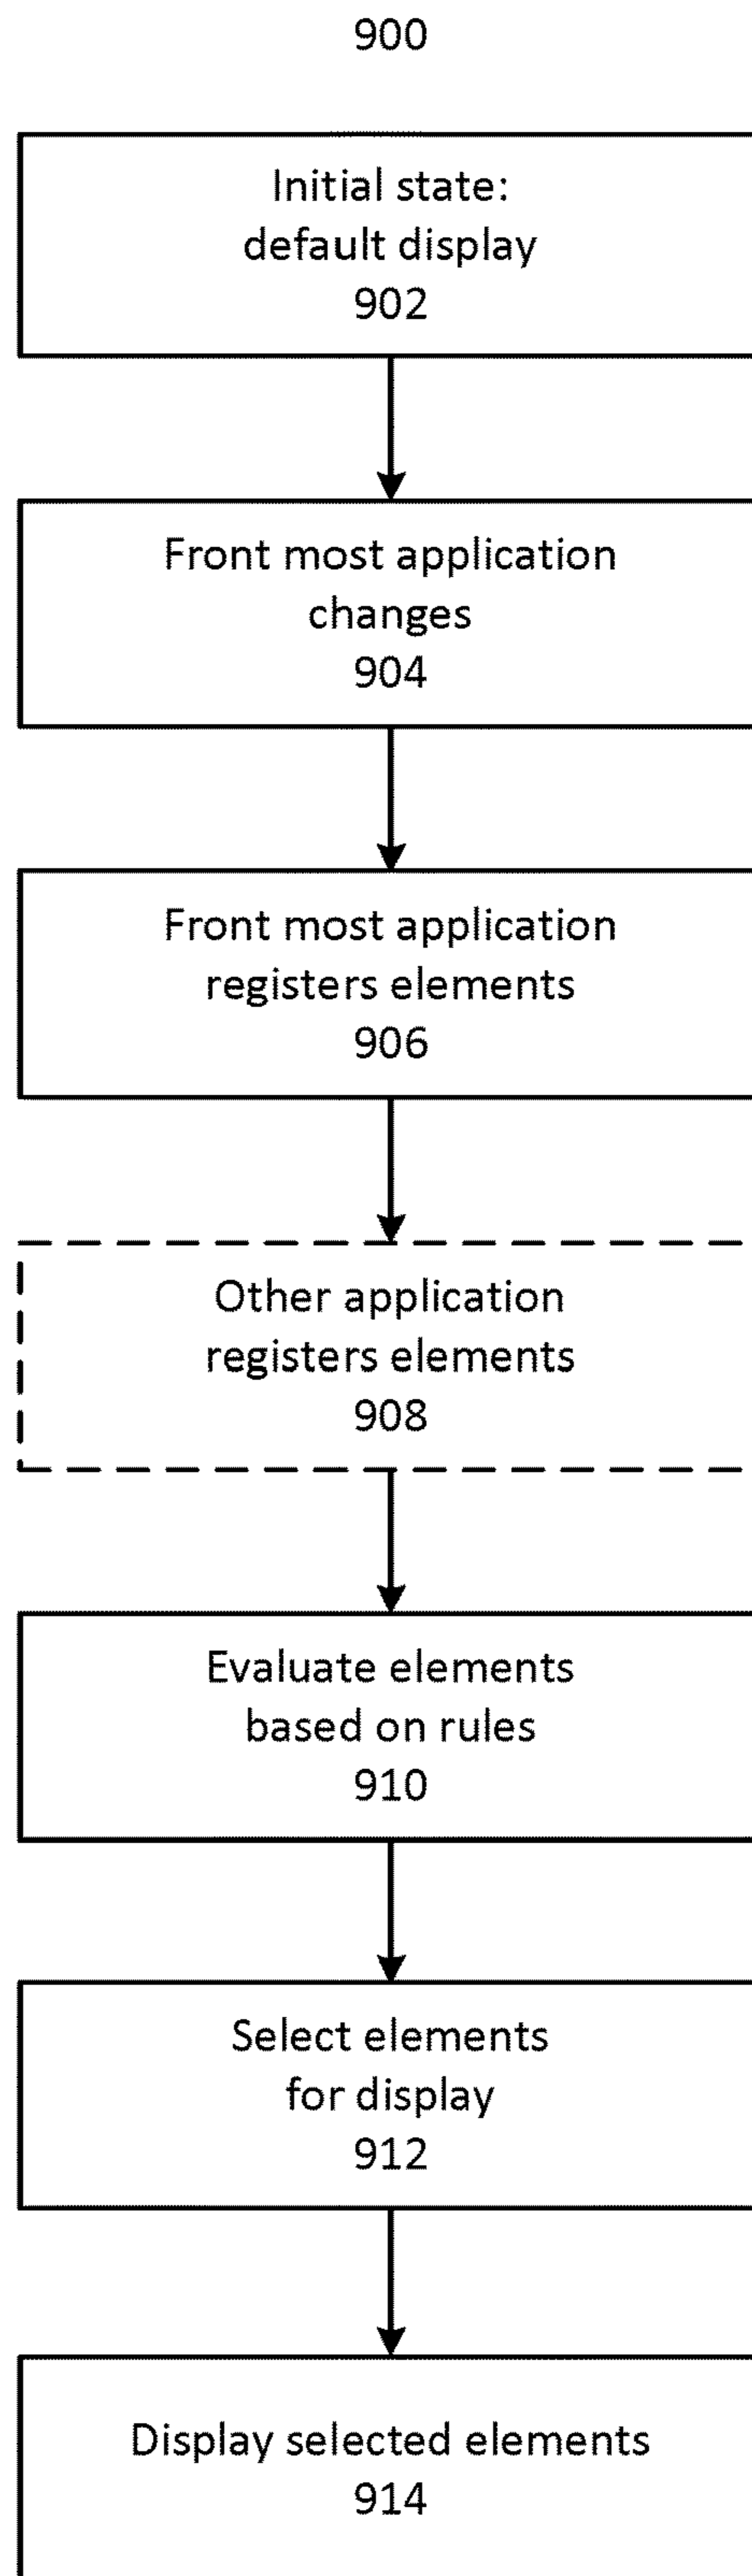 900
Initial state:
default display
902
Front most application
changes
904
Front most application
registers elements
906
Other application
registers elements
908
Evaluate elements
based on rules
910
Select elements
for display
912
Display selected elements
914